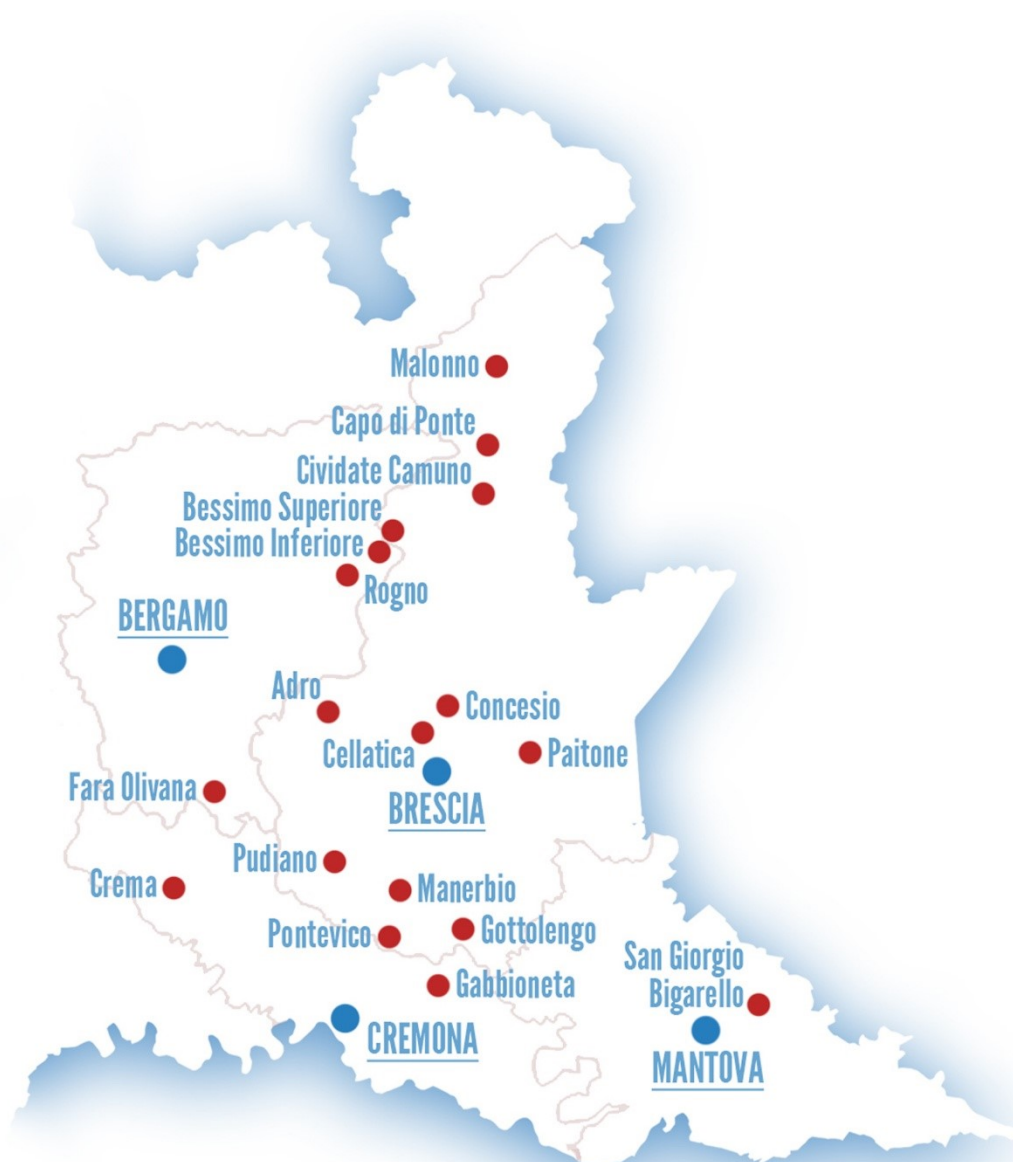 Malonno
Capo di Ponte
Cividate Camuno
Bessimo Superiore
Bessimo Inferiore
Rogno
BERGAMO
Adro
Concesio
Cellatica
Paitone
Fara Olivana
BRESCIA
Pudiano
Crema
Manerbio
Pontevico
Gottolengo
San Giorgio
Bigarello
Gabbioneta
CREMONA
MANTOVA